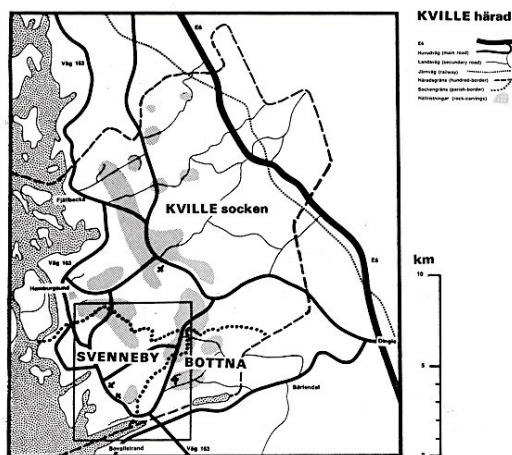 KVILLE härad
E6
Huvudväg (main road)
Landsväg (secundary road)
Järnväg (railway)
Häradsgräns (hundred-border)
Sockengräns (parish-border)
Hällristningar (rock-carvings)
E6
Väg 163
Fjällbacka
KVILLE socken
Väg 163
Hamburgsund
E6
km
10
Dingle
SVENNEBY
BOTTNA
5
Bärfendal
Bovallstrand
Väg 163